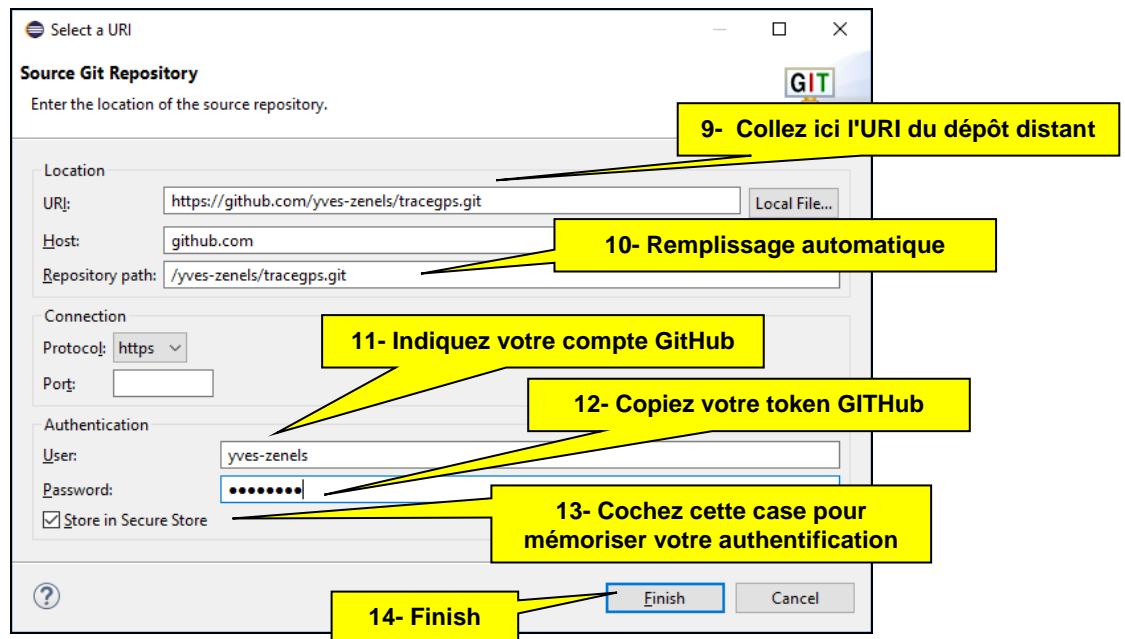 Select a URI
Source Git Repository
GIT
Enter the location of the source repository.
9- Collez ici l'URI du dépôt distant
Location
URI:
https://github.com/yves-zenels/tracegps.git
Local File...
Host:
github.com
10- Remplissage automatique
Repository path:
/yves-zenels/tracegps.git
Connection
11- Indiquez votre compte GitHub
Protocol:
https
Port:
12- Copiez votre token GITHub
Authentication
User:
yves-zenels
Password:
●●●●●●●●
Store in Secure Store
13- Cochez cette case pour
mémoriser votre authentification
?
Finish
Cancel
14- Finish